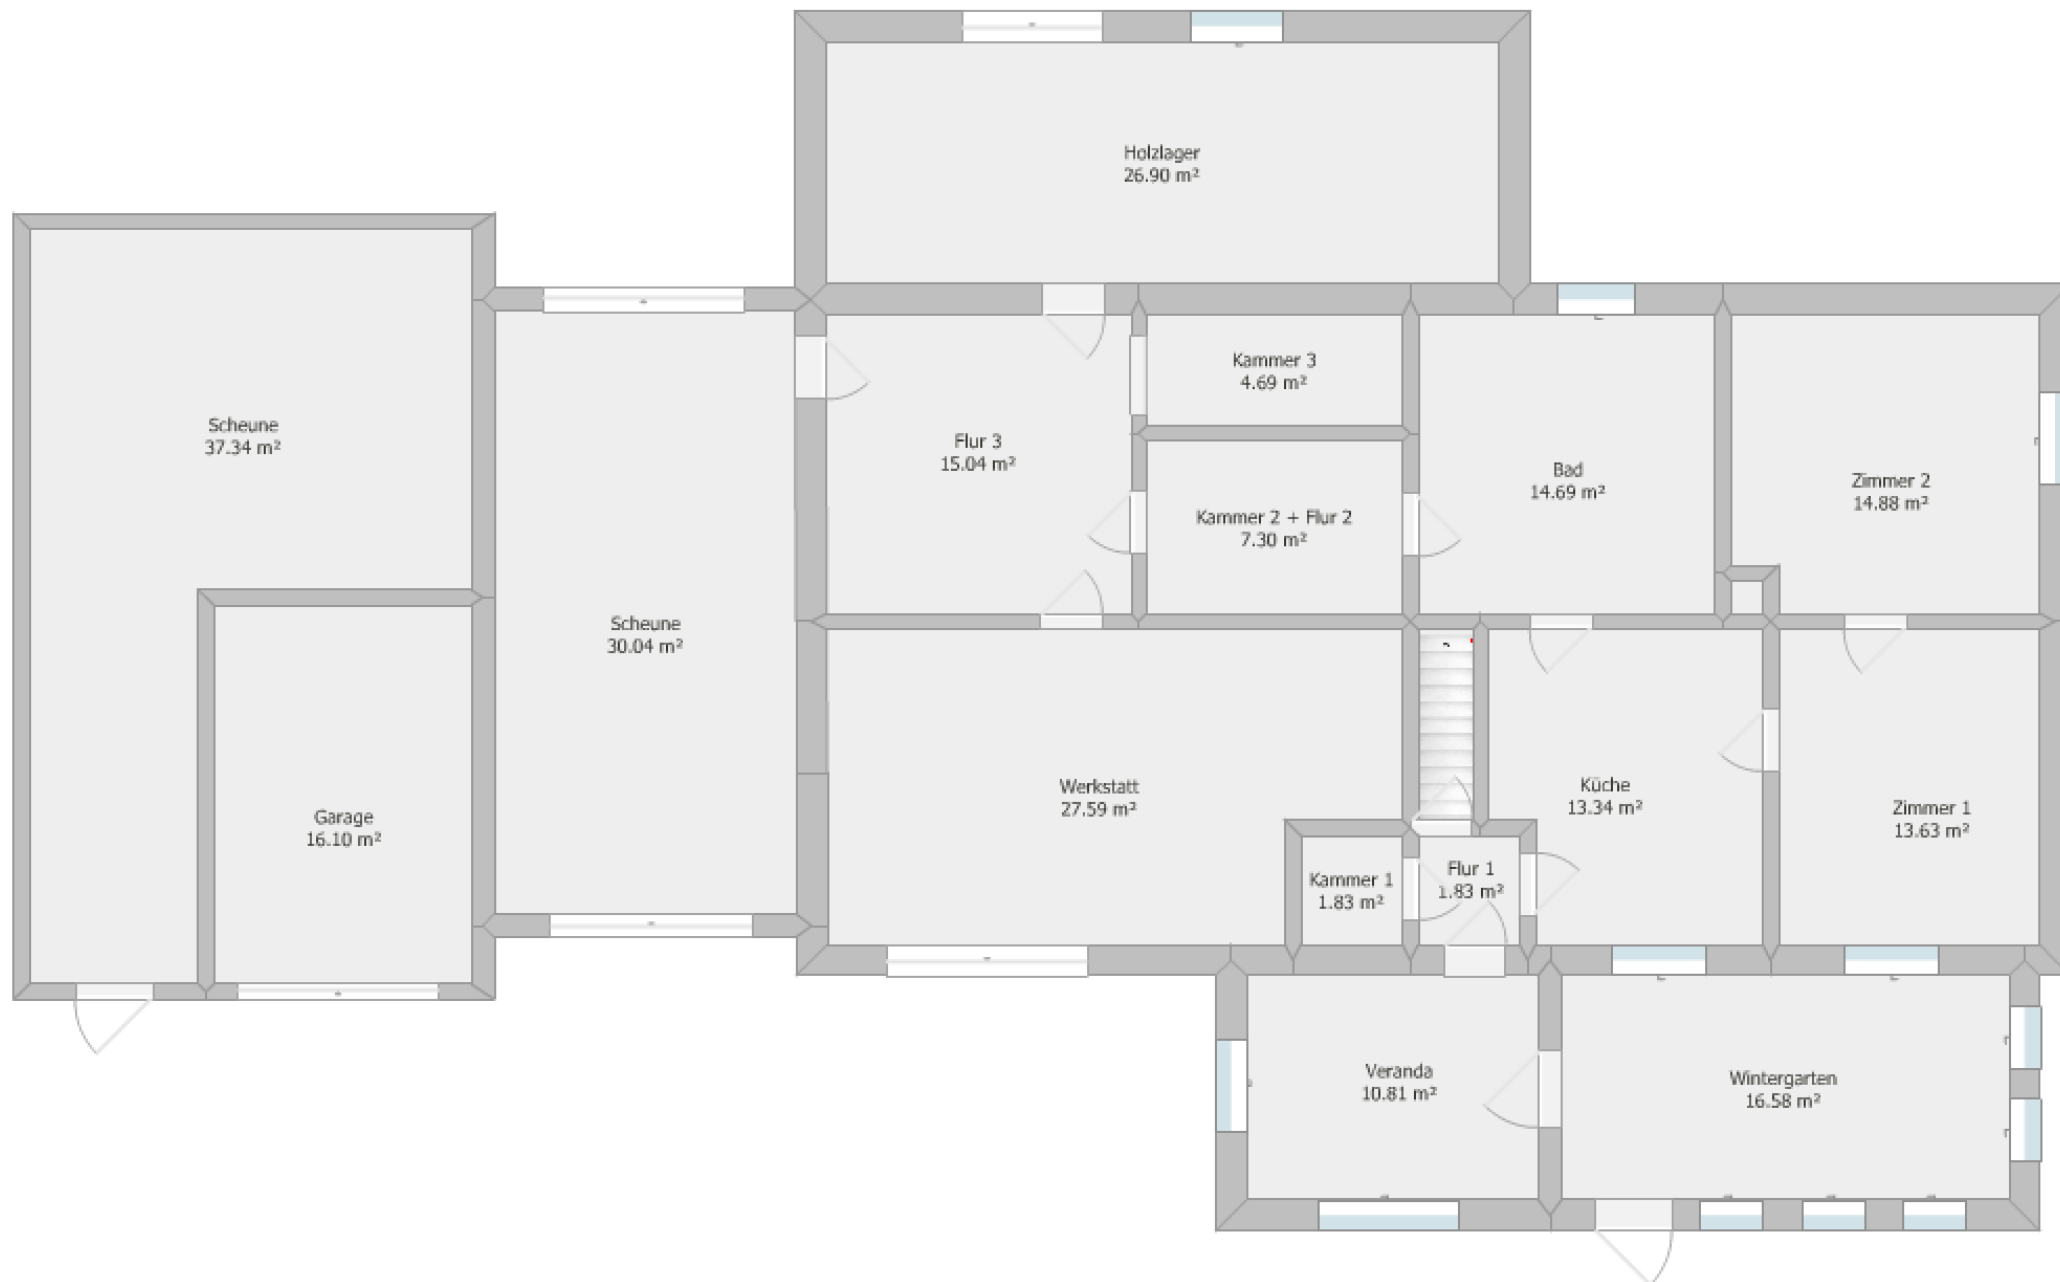 Holzlager
26.90 m²
Scheune
37.34 m²
Kammer 3
4.69 m²
Flur 3
15.04 m²
Bad
14.69 m²
Zimmer 2
14.88 m²
Kammer 2 + Flur 2
7.30 m²
Scheune
30.04 m²
Werkstatt
27.59 m²
Küche
13.34 m²
Zimmer 1
13.63 m²
Garage
16.10 m²
Kammer 1
1.83 m²
Flur 1
1.83 m²
Veranda
10.81 m²
Wintergarten
16.58 m²